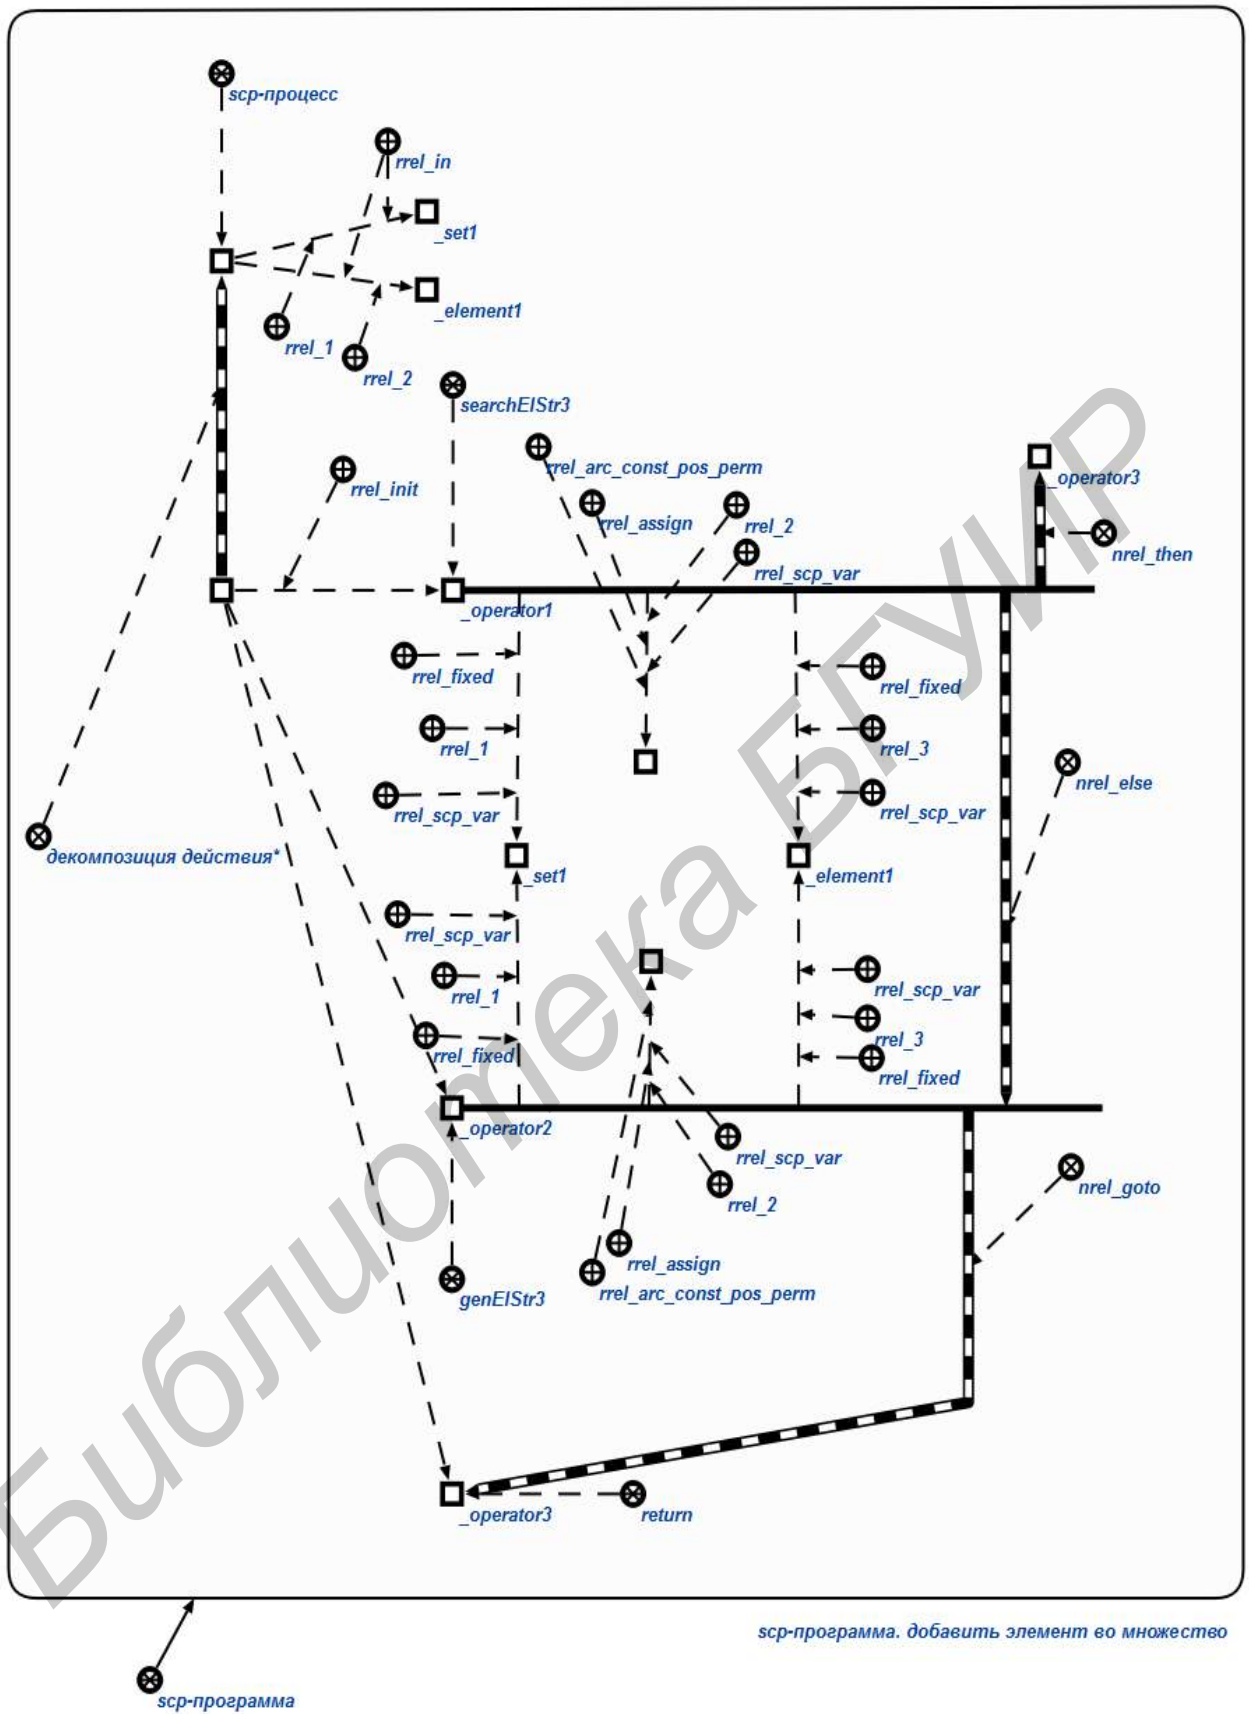 scp-процесс
rrel_in
_set1
_element1
rrel_1
rrel_2
searchElStr3
rrel_arc_const_pos_perm
_operator3
rrel_init
rrel_assign
rrel_2
nrel_then
rrel_scp_var
_operator1
rrel_fixed
rrel_fixed
rrel_1
rrel_3
nrel_else
rrel_scp_var
rrel_scp_var
декомпозиция действия*
_set1
_element1
rrel_scp_var
rrel_scp_var
rrel_1
rrel_3
rrel_fixed
rrel_fixed
_operator2
rrel_scp_var
nrel_goto
rrel_2
rrel_assign
genElStr3
rrel_arc_const_pos_perm
_operator3
return
scp-программа. добавить элемент во множество
scp-программа
Библиотека БГУИР